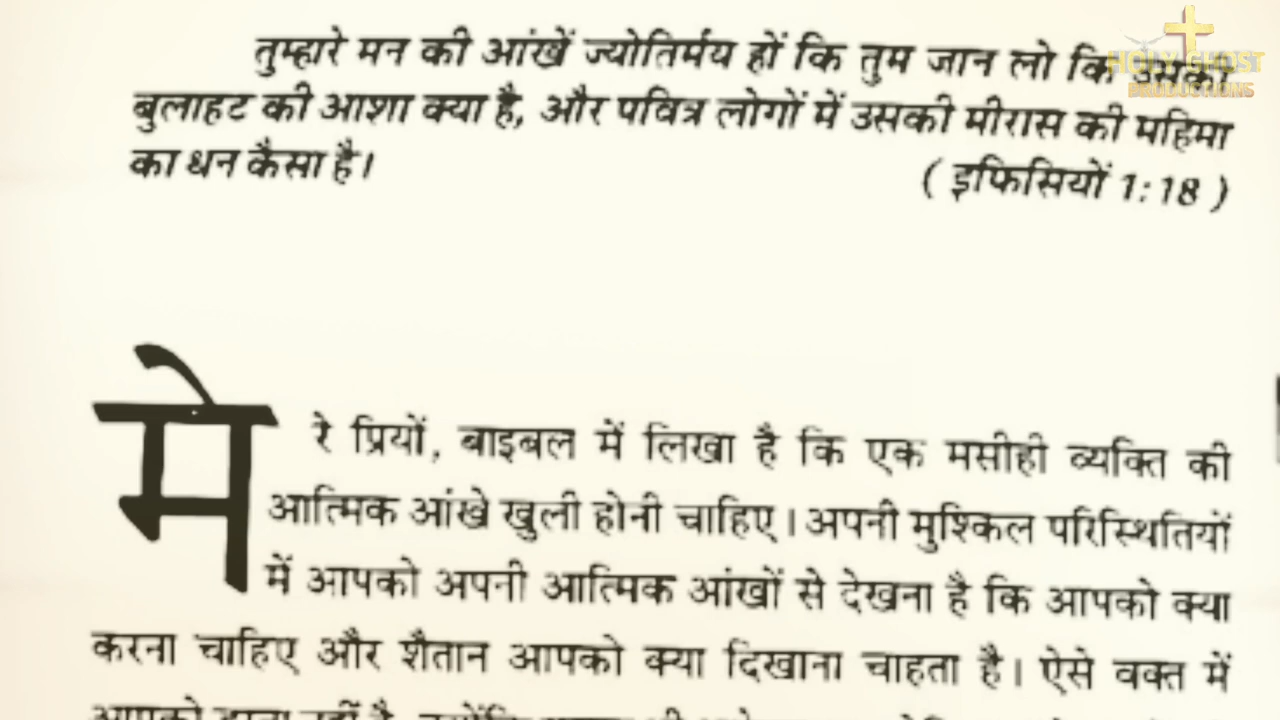 तुम्हारे मन की आंखें ज्योतिर्मय हों कि तुम जान लो कि उसकी
बुलाहट की आशा क्या है, और पवित्र लोगों में उसकी मीरास की महिमा
का धन कैसा है।
( इफिसियों 1:18 )
HOLY GHOST
PRODUCTIONS
मेरे प्रियों, बाइबल में लिखा है कि एक मसीही व्यक्ति की
आत्मिक आंखे खुली होनी चाहिए। अपनी मुश्किल परिस्थितियों
में आपको अपनी आत्मिक आंखों से देखना है कि आपको क्या
करना चाहिए और शैतान आपको क्या दिखाना चाहता है। ऐसे वक्त में